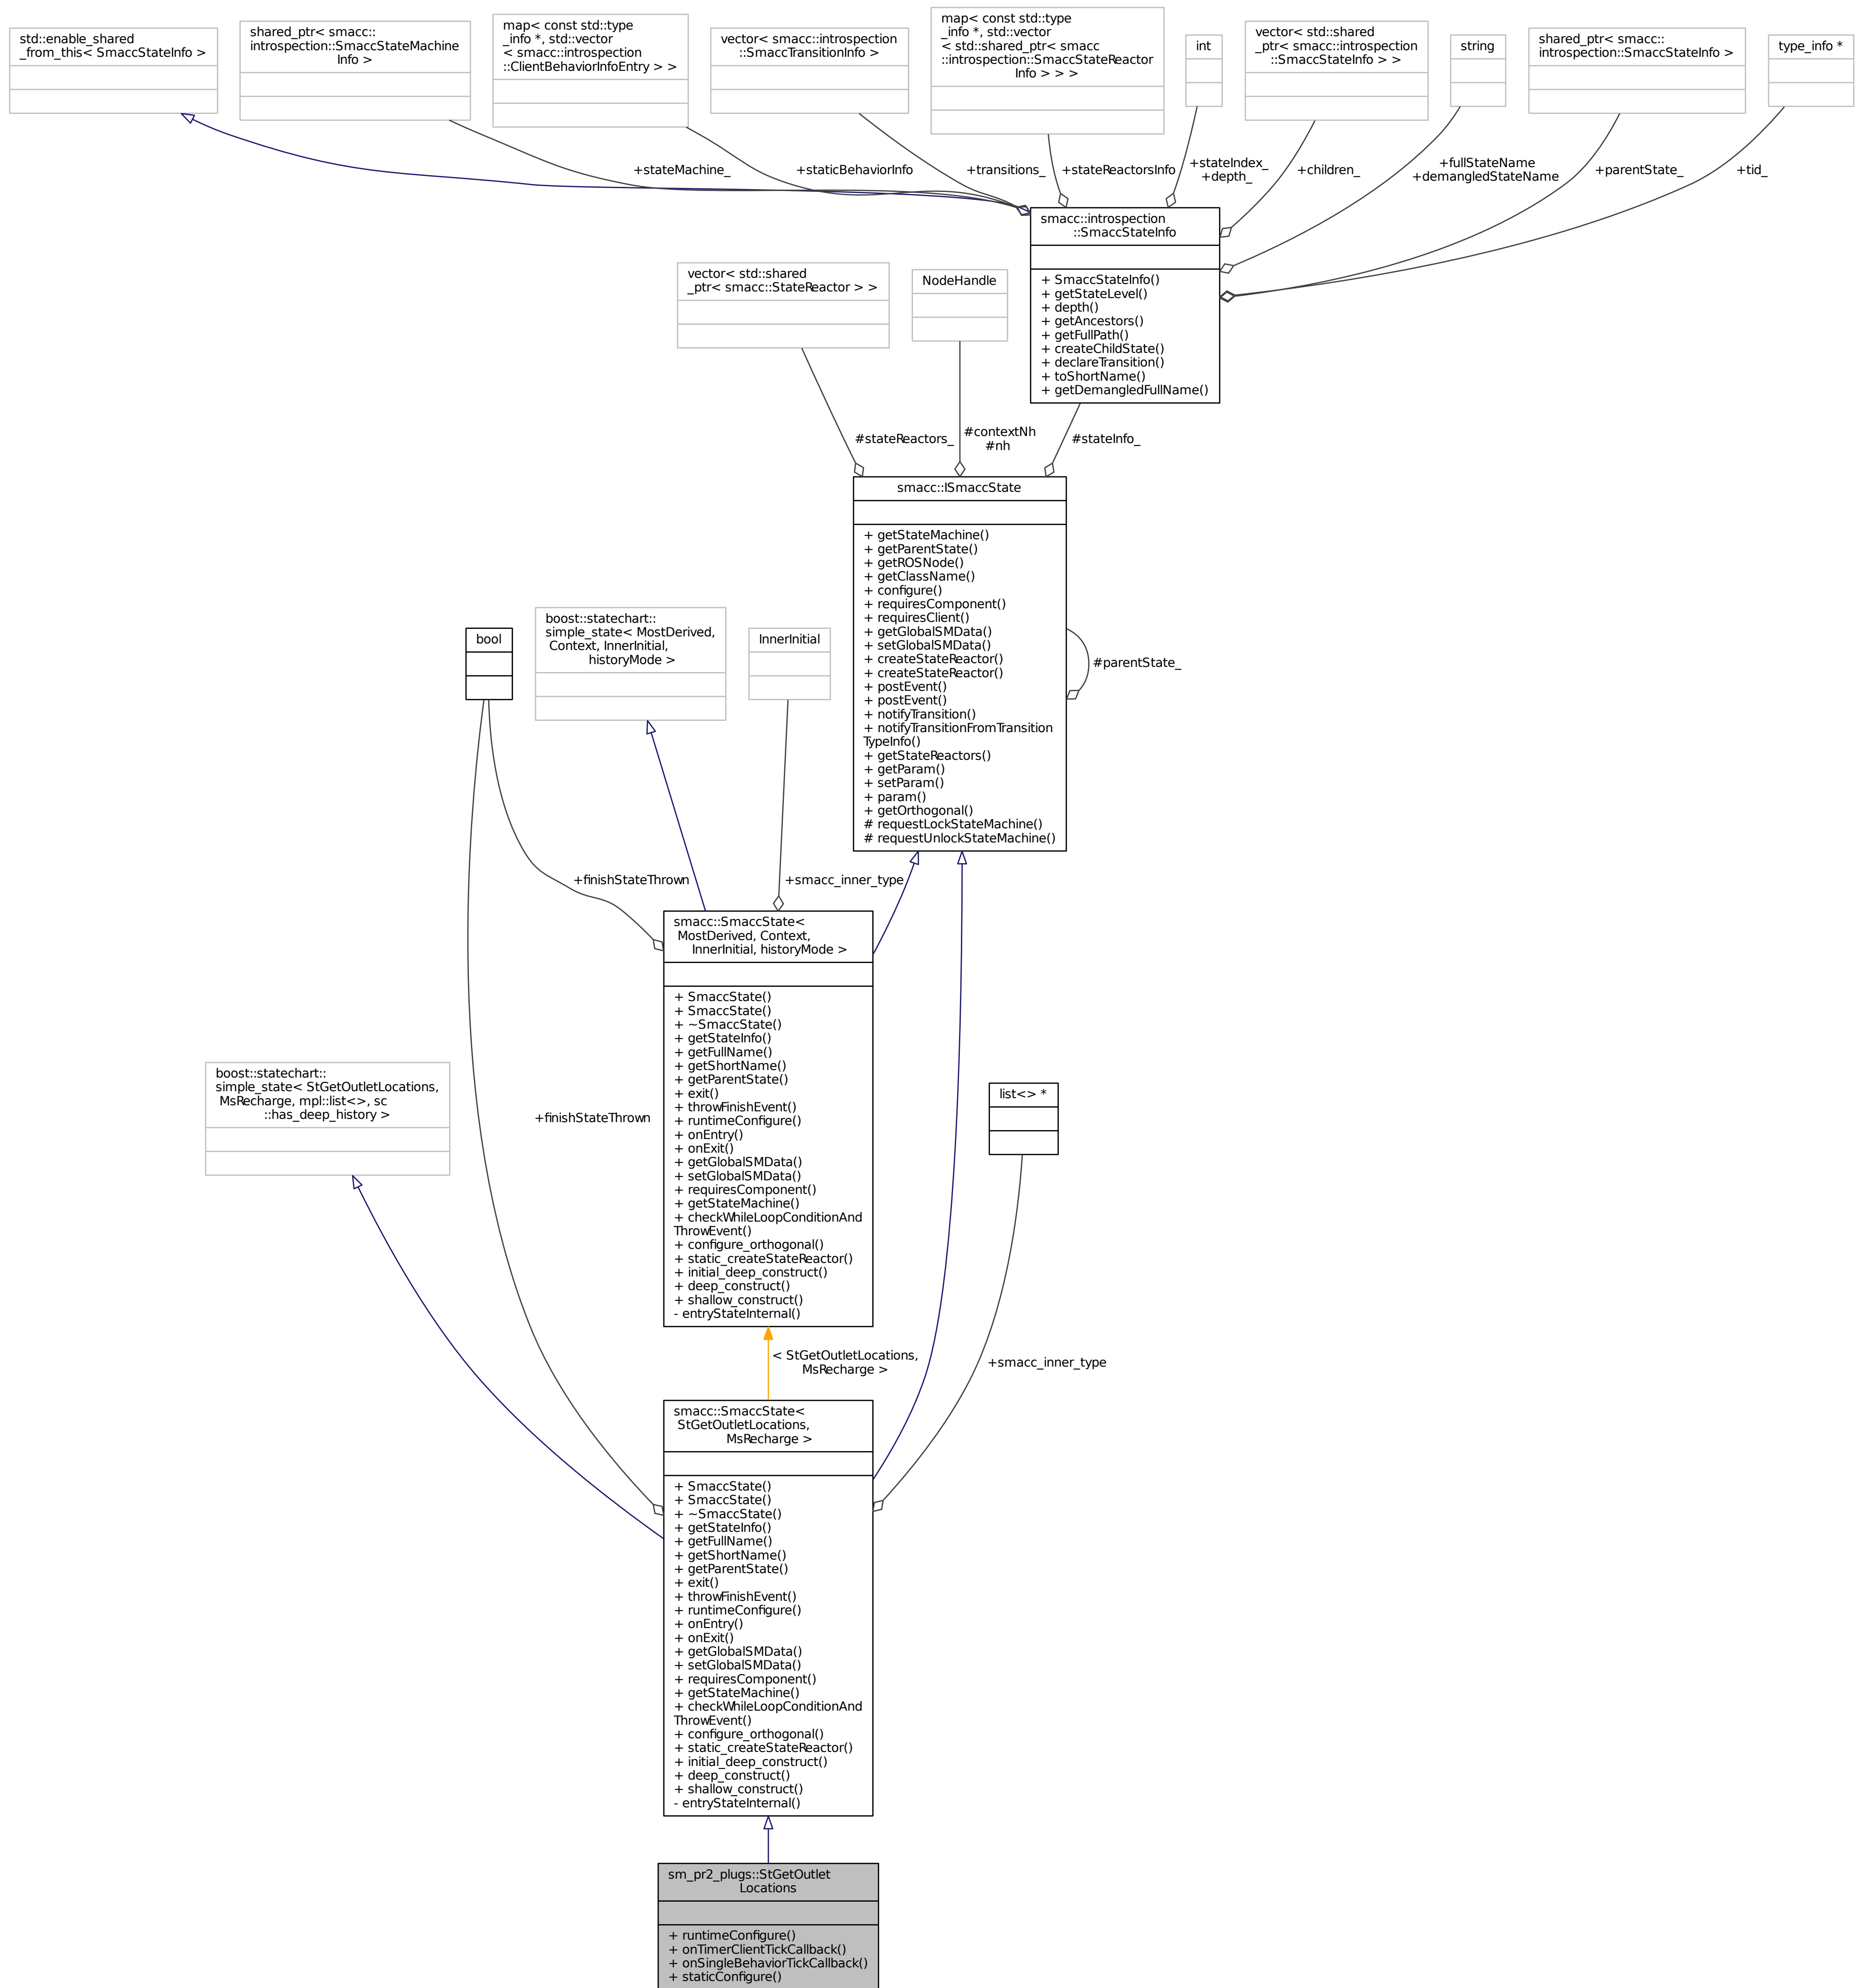 std::enable_shared
_from_this< SmaccStateInfo >
shared_ptr< smacc::
introspection::SmaccStateMachine
Info >
map< const std::type
_info *, std::vector
< smacc::introspection
::ClientBehaviorInfoEntry > >
vector< smacc::introspection
::SmaccTransitionInfo >
map< const std::type
_info *, std::vector
< std::shared_ptr< smacc
::introspection::SmaccStateReactor
Info > > >
int
vector< std::shared
_ptr< smacc::introspection
::SmaccStateInfo > >
string
shared_ptr< smacc::
introspection::SmaccStateInfo >
type_info *
+stateMachine_
+staticBehaviorInfo
+transitions_
+stateReactorsInfo
+stateIndex_
+depth_
+children_
+fullStateName
+demangledStateName
+parentState_
+tid_
smacc::introspection
::SmaccStateInfo
+ SmaccStateInfo()
+ getStateLevel()
+ depth()
+ getAncestors()
+ getFullPath()
+ createChildState()
+ declareTransition()
+ toShortName()
+ getDemangledFullName()
vector< std::shared
_ptr< smacc::StateReactor > >
NodeHandle
#stateReactors_
#contextNh
#nh
#stateInfo_
smacc::ISmaccState
+ getStateMachine()
+ getParentState()
+ getROSNode()
+ getClassName()
+ configure()
+ requiresComponent()
+ requiresClient()
+ getGlobalSMData()
+ setGlobalSMData()
+ createStateReactor()
+ createStateReactor()
+ postEvent()
+ postEvent()
+ notifyTransition()
+ notifyTransitionFromTransition
TypeInfo()
+ getStateReactors()
+ getParam()
+ setParam()
+ param()
+ getOrthogonal()
# requestLockStateMachine()
# requestUnlockStateMachine()
#parentState_
bool
boost::statechart::
simple_state< MostDerived,
Context, InnerInitial,
historyMode >
InnerInitial
+finishStateThrown
+smacc_inner_type
smacc::SmaccState<
MostDerived, Context,
InnerInitial, historyMode >
+ SmaccState()
+ SmaccState()
+ ~SmaccState()
+ getStateInfo()
+ getFullName()
+ getShortName()
+ getParentState()
+ exit()
+ throwFinishEvent()
+ runtimeConfigure()
+ onEntry()
+ onExit()
+ getGlobalSMData()
+ setGlobalSMData()
+ requiresComponent()
+ getStateMachine()
+ checkWhileLoopConditionAnd
ThrowEvent()
+ configure_orthogonal()
+ static_createStateReactor()
+ initial_deep_construct()
+ deep_construct()
+ shallow_construct()
- entryStateInternal()
boost::statechart::
simple_state< StGetOutletLocations,
MsRecharge, mpl::list<>, sc
::has_deep_history >
+finishStateThrown
list<> *
< StGetOutletLocations,
MsRecharge >
+smacc_inner_type
smacc::SmaccState<
StGetOutletLocations,
MsRecharge >
+ SmaccState()
+ SmaccState()
+ ~SmaccState()
+ getStateInfo()
+ getFullName()
+ getShortName()
+ getParentState()
+ exit()
+ throwFinishEvent()
+ runtimeConfigure()
+ onEntry()
+ onExit()
+ getGlobalSMData()
+ setGlobalSMData()
+ requiresComponent()
+ getStateMachine()
+ checkWhileLoopConditionAnd
ThrowEvent()
+ configure_orthogonal()
+ static_createStateReactor()
+ initial_deep_construct()
+ deep_construct()
+ shallow_construct()
- entryStateInternal()
sm_pr2_plugs::StGetOutlet
Locations
+ runtimeConfigure()
+ onTimerClientTickCallback()
+ onSingleBehaviorTickCallback()
+ staticConfigure()